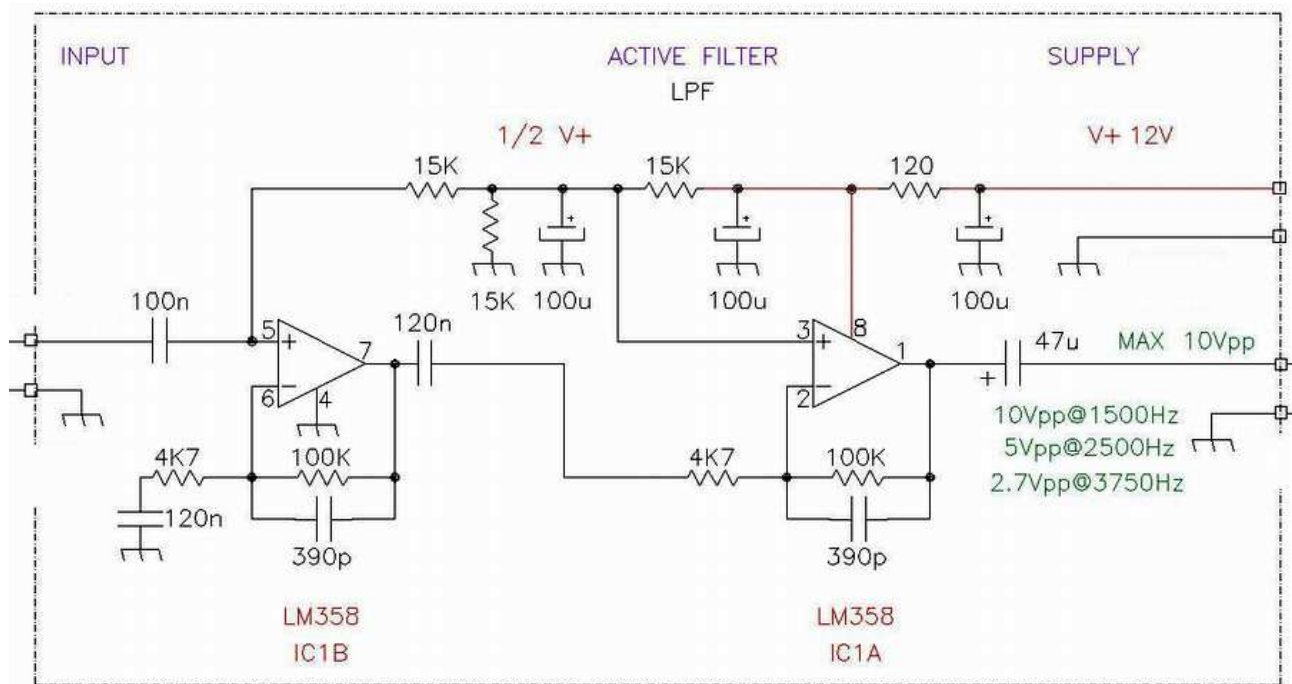 INPUT
ACTIVE FILTER
SUPPLY
LPF
1/2 V+
V+ 12V
15K
15K
120
+
+
+
100n
15K
100u
100u
100u
120n
5
+
7
3
+
8
1
47u
MAX 10Vpp
6
−
4
2
−
+
10Vpp@1500Hz
5Vpp@2500Hz
2.7Vpp@3750Hz
4K7
100K
4K7
100K
120n
390p
390p
LM358
LM358
IC1B
IC1A